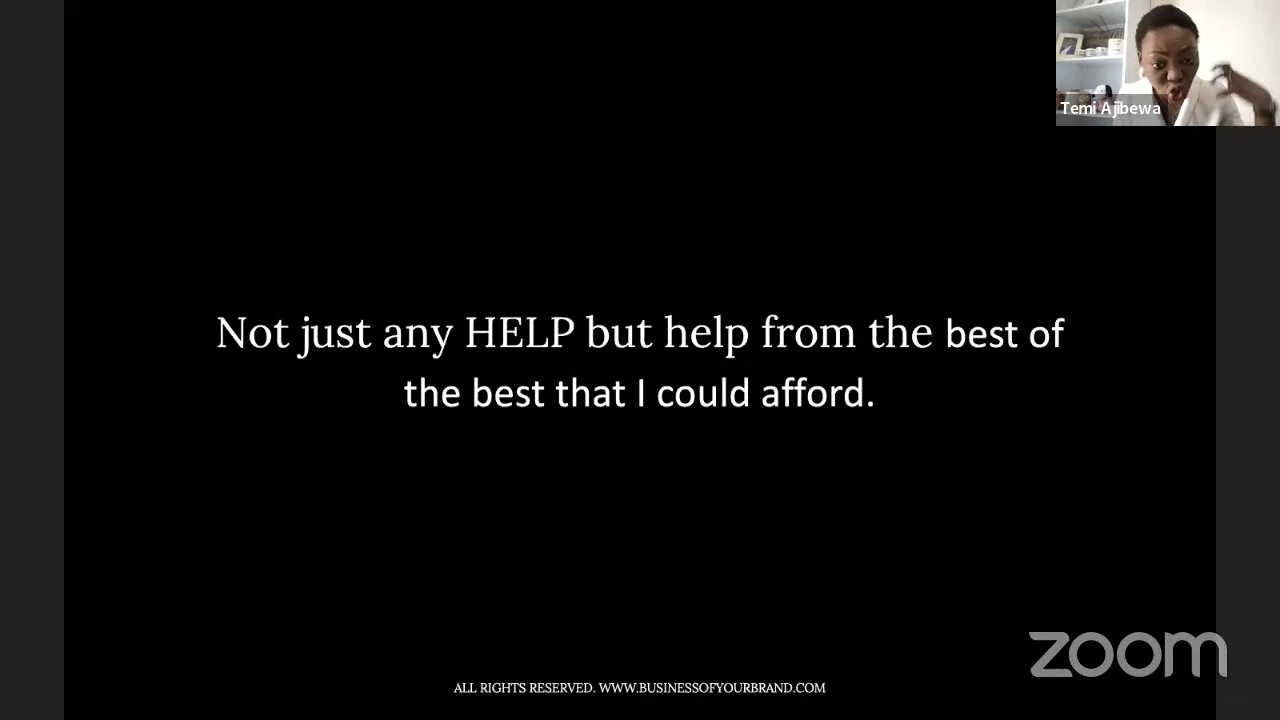 Temi Ajibewa
Not just any HELP but help from the best of
the best that I could afford.
zoom
ALL RIGHTS RESERVED. WWW.BUSINESSOFYOURBRAND.COM